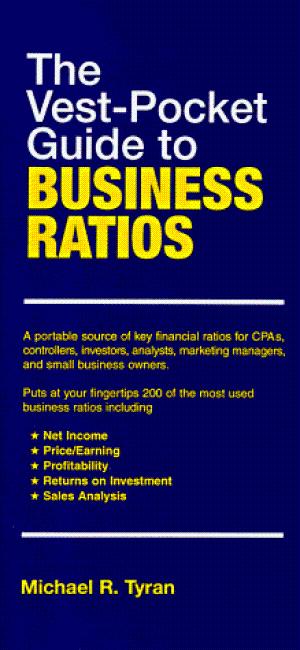 The
Vest-Pocket
Guide to
BUSINESS
RATIOS
A portable source of key financial ratios for CPAs,
controllers, investors, analysts, marketing managers,
and small business owners.
Puts at your fingertips 200 of the most used
business ratios including
★ Net Income
★ Price/Earning
★ Profitability
★ Returns on Investment
★ Sales Analysis
Michael R. Tyran